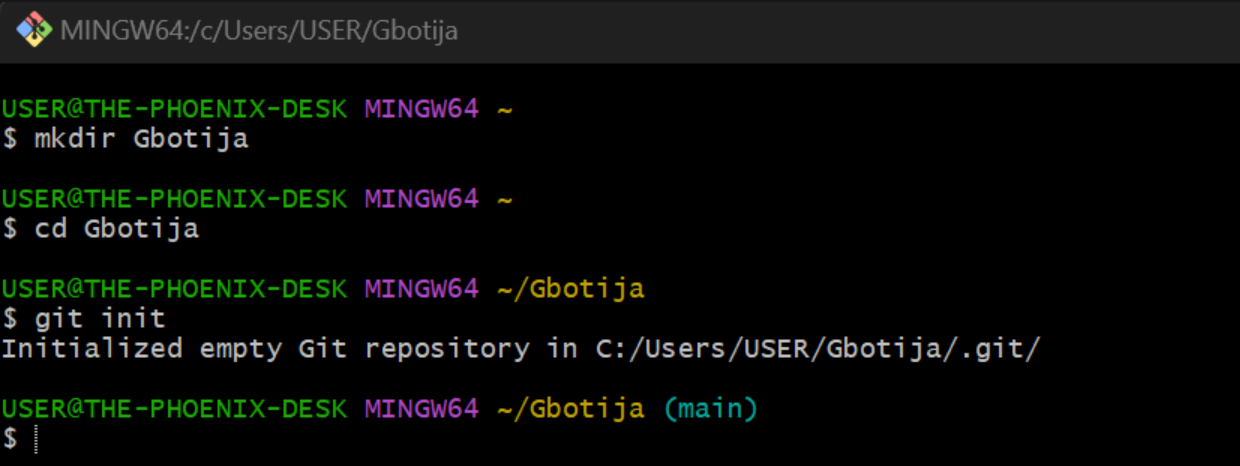 MINGW64:/c/Users/USER/Gbotija
USER@THE-PHOENIX-DESK MINGW64 ~
$ mkdir Gbotija
USER@THE-PHOENIX-DESK MINGW64 ~
$ cd Gbotija
USER@THE-PHOENIX-DESK MINGW64 ~/Gbotija
$ git init
Initialized empty Git repository in C:/Users/USER/Gbotija/.git/
USER@THE-PHOENIX-DESK MINGW64 ~/Gbotija (main)
$